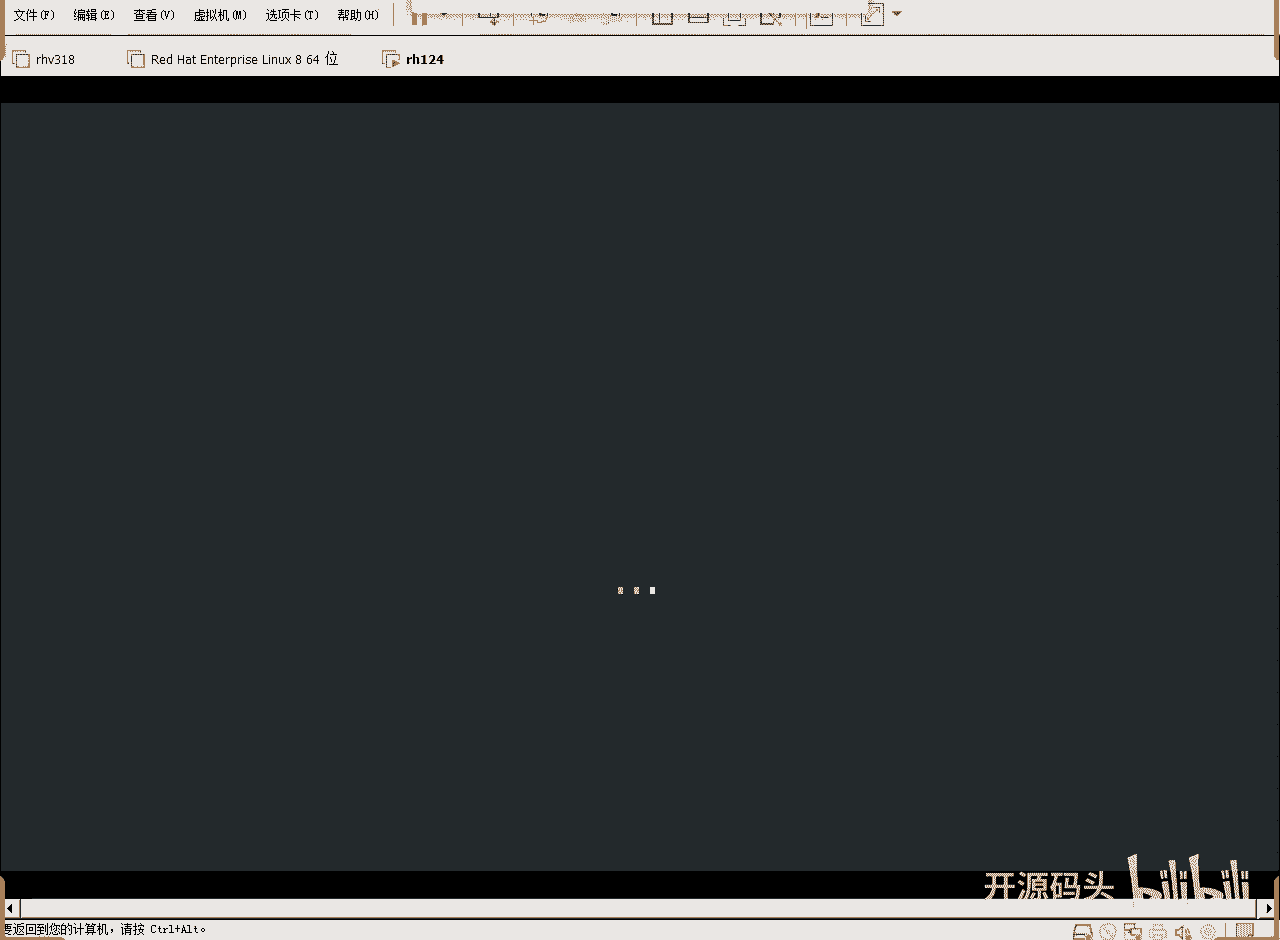 文件(F) 编辑(E) 查看(V) 虚拟机(M) 选项卡(T) 帮助(H)
rhv318 Red Hat Enterprise Linux 8 64 位 rh124
开源码头 bilibili
要返回到您的计算机，请按 Ctrl+Alt。